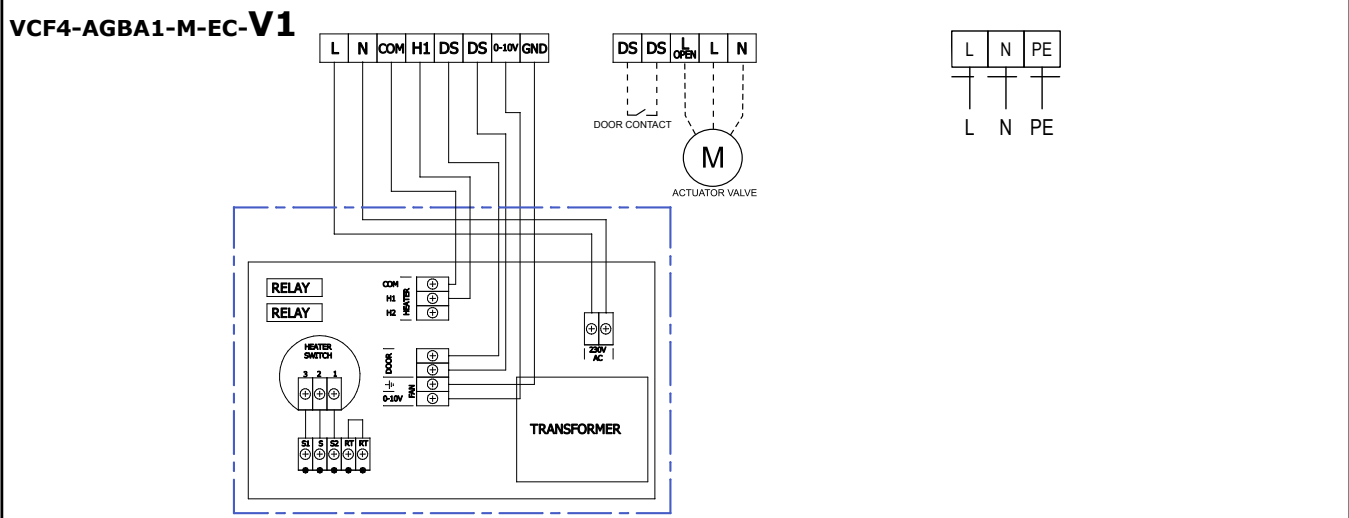 VCF4-AGBA1-M-EC-V1
L N COM H1 DS DS 0-10V GND
DS DS L OPEN L N
L N PE
DOOR CONTACT
L N PE
M
ACTUATOR VALVE
RELAY
RELAY
COM
H1
H2
HEATER
HEATER
SWITCH
3 2 1
DOOR
FAN
0-10V
230V
AC
TRANSFORMER
S1 S S2 RT RT